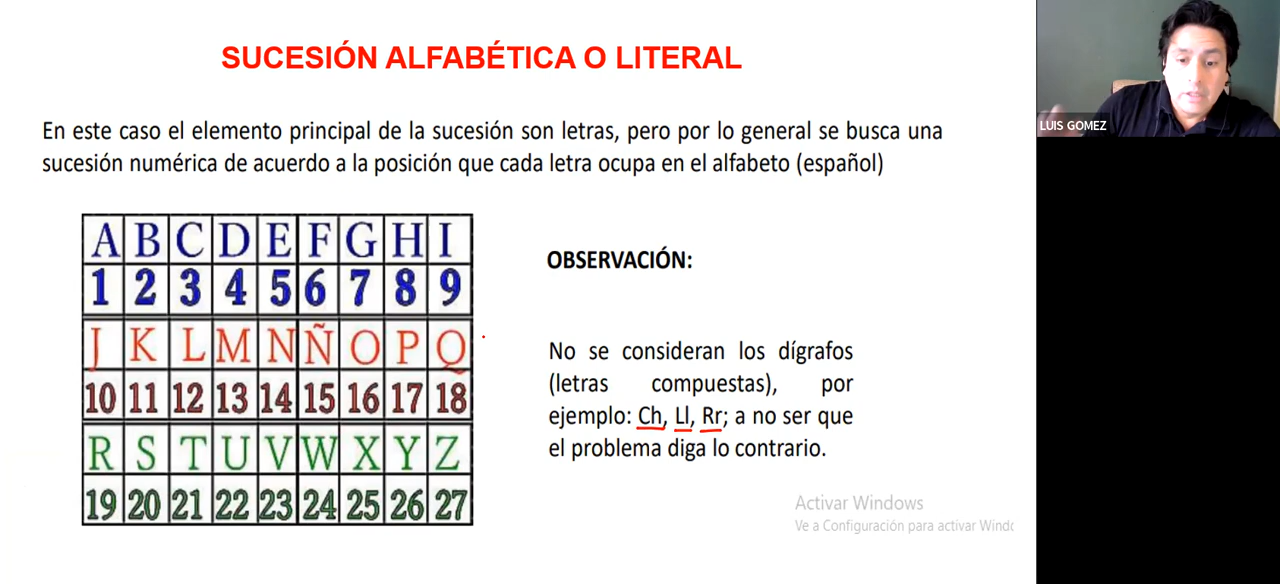 SUCESIÓN ALFABÉTICA O LITERAL
LUIS GOMEZ
En este caso el elemento principal de la sucesión son letras, pero por lo general se busca una
sucesión numérica de acuerdo a la posición que cada letra ocupa en el alfabeto (español)
A B C D E F G H I
1 2 3 4 5 6 7 8 9
J K L M N Ñ O P Q
10 11 12 13 14 15 16 17 18
R S T U V W X Y Z
19 20 21 22 23 24 25 26 27
OBSERVACIÓN:
No se consideran los dígrafos
(letras compuestas), por
ejemplo: Ch, Ll, Rr; a no ser que
el problema diga lo contrario.
Activar Windows
Ve a Configuración para activar